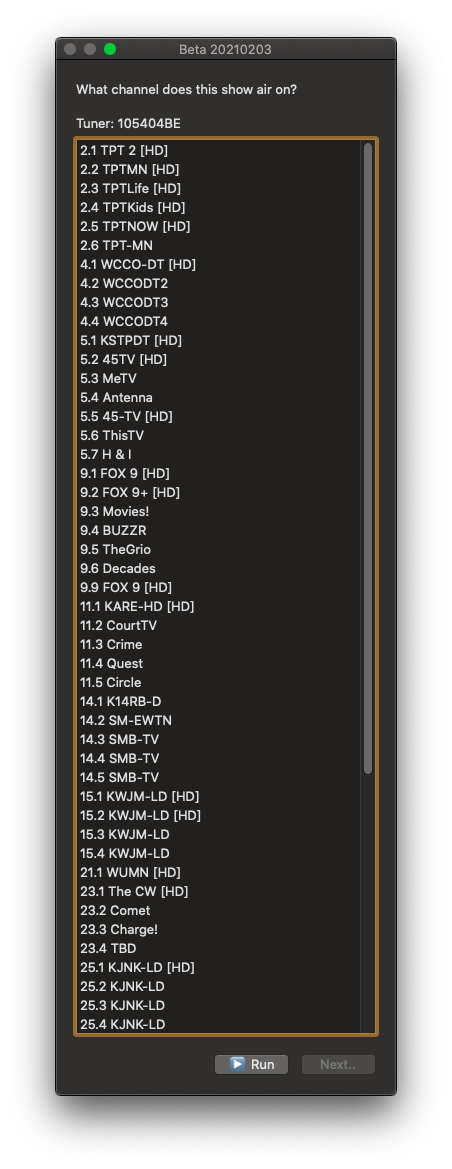 Beta 20210203
What channel does this show air on?
Tuner: 105404BE
2.1 TPT 2 [HD]
2.2 TPTMN [HD]
2.3 TPTLife [HD]
2.4 TPTKids [HD]
2.5 TPTNOW [HD]
2.6 TPT-MN
4.1 WCCO-DT [HD]
4.2 WCCODT2
4.3 WCCODT3
4.4 WCCODT4
5.1 KSTPDT [HD]
5.2 45TV [HD]
5.3 MeTV
5.4 Antenna
5.5 45-TV [HD]
5.6 ThisTV
5.7 H & I
9.1 FOX 9 [HD]
9.2 FOX 9+ [HD]
9.3 Movies!
9.4 BUZZR
9.5 TheGrio
9.6 Decades
9.9 FOX 9 [HD]
11.1 KARE-HD [HD]
11.2 CourtTV
11.3 Crime
11.4 Quest
11.5 Circle
14.1 K14RB-D
14.2 SM-EWTN
14.3 SMB-TV
14.4 SMB-TV
14.5 SMB-TV
15.1 KWJM-LD [HD]
15.2 KWJM-LD [HD]
15.3 KWJM-LD
15.4 KWJM-LD
21.1 WUMN [HD]
23.1 The CW [HD]
23.2 Comet
23.3 Charge!
23.4 TBD
25.1 KJNK-LD [HD]
25.2 KJNK-LD
25.3 KJNK-LD
25.4 KJNK-LD
Run
Next..